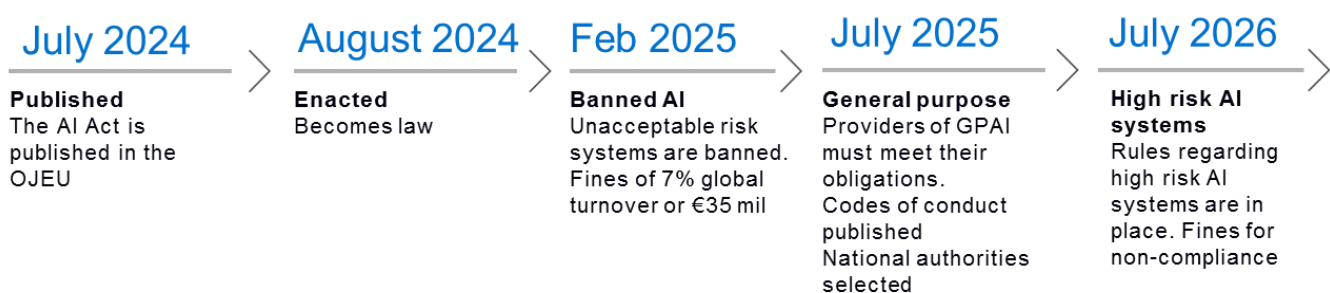 July 2024
Published
The AI Act is
published in the
OJEU
August 2024
Enacted
Becomes law
Feb 2025
Banned AI
Unacceptable risk
systems are banned.
Fines of 7% global
turnover or €35 mil
July 2025
General purpose
Providers of GPAI
must meet their
obligations.
Codes of conduct
published
National authorities
selected
July 2026
High risk AI
systems
Rules regarding
high risk AI
systems are in
place. Fines for
non-compliance